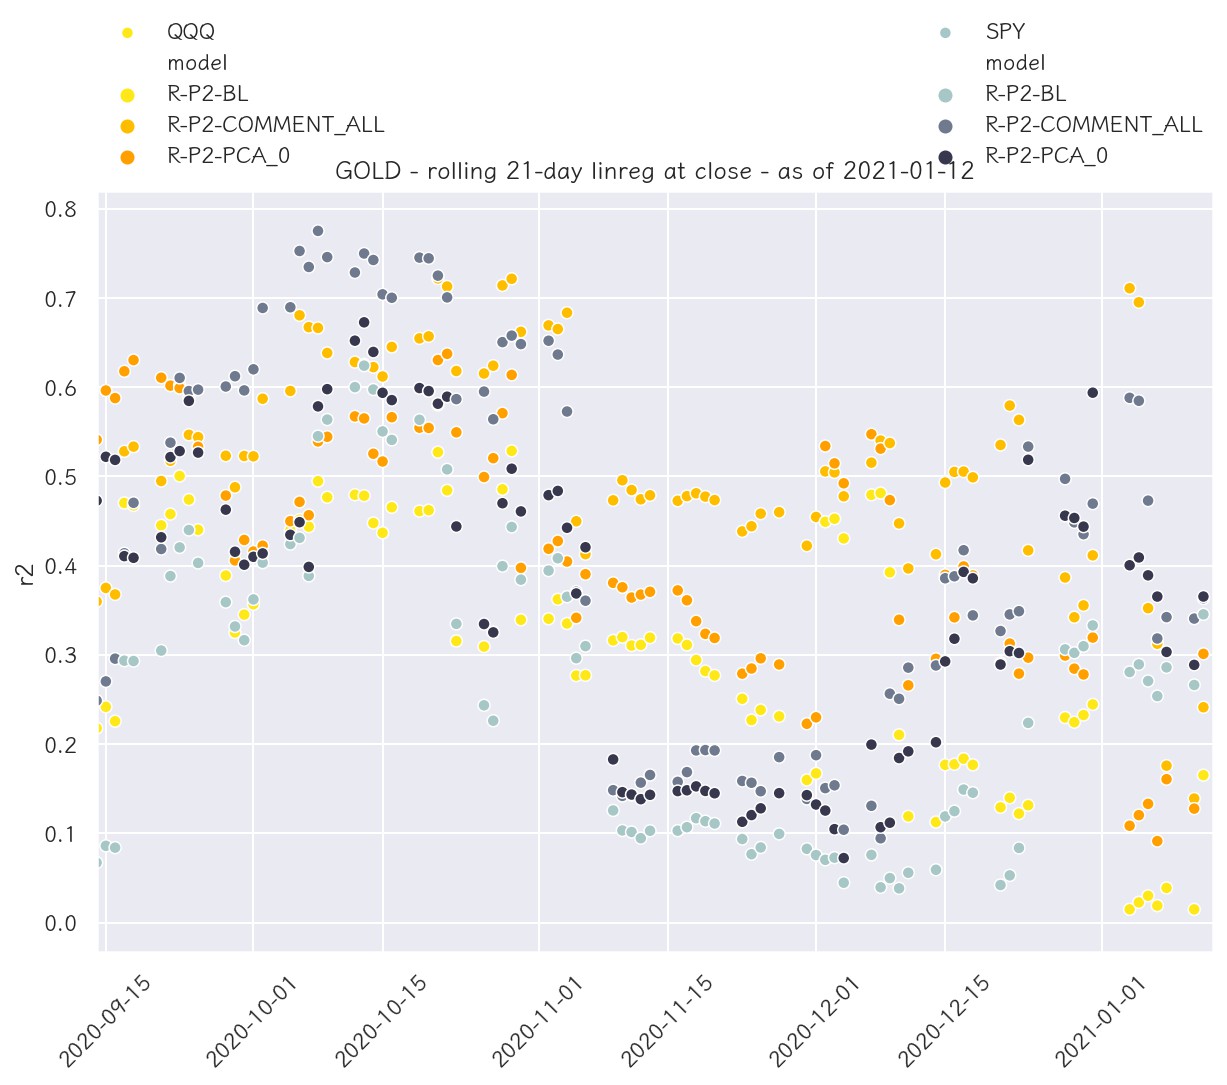 QQQ
model
R-P2-BL
R-P2-COMMENT_ALL
R-P2-PCA_0
SPY
model
R-P2-BL
R-P2-COMMENT_ALL
R-P2-PCA_0
GOLD - rolling 21-day linreg at close - as of 2021-01-12
0.8
0.7
0.6
0.5
0.4
0.3
0.2
0.1
0.0
r2
2020-09-15
2020-10-01
2020-10-15
2020-11-01
2020-11-15
2020-12-01
2020-12-15
2021-01-01